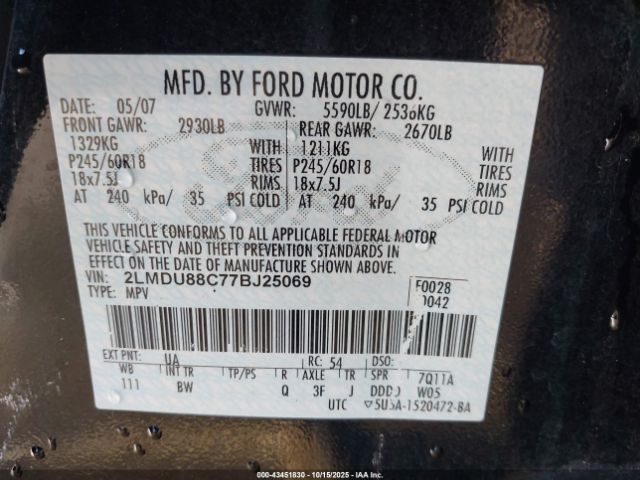 MFD. BY FORD MOTOR CO.
DATE: 05/07 GVWR: 5590LB/ 2536KG
FRONT GAWR: 2930LB REAR GAWR: 2670LB
1329KG WITH 1211KG WITH
P245/60R18 TIRES P245/60R18 TIRES
18x7.5J RIMS 18x7.5J RIMS
AT 240 kPa/ 35 PSI COLD AT 240 kPa/ 35 PSI COLD
THIS VEHICLE CONFORMS TO ALL APPLICABLE FEDERAL MOTOR
VEHICLE SAFETY AND THEFT PREVENTION STANDARDS IN
EFFECT ON THE DATE OF MANUFACTURE SHOWN ABOVE.
VIN: 2LMDU88C77BJ25069 F0028
TYPE: MPV 0042
EXT PNT: UA RC: 54 DSO:
WB INT TR TP/PS R AXLE TR SPR 7Q11A
111 BW Q 3F J DDDD W05
UTC 5U5A-1520472-BA
000-43451830 - 10/15/2025 - IAA Inc.